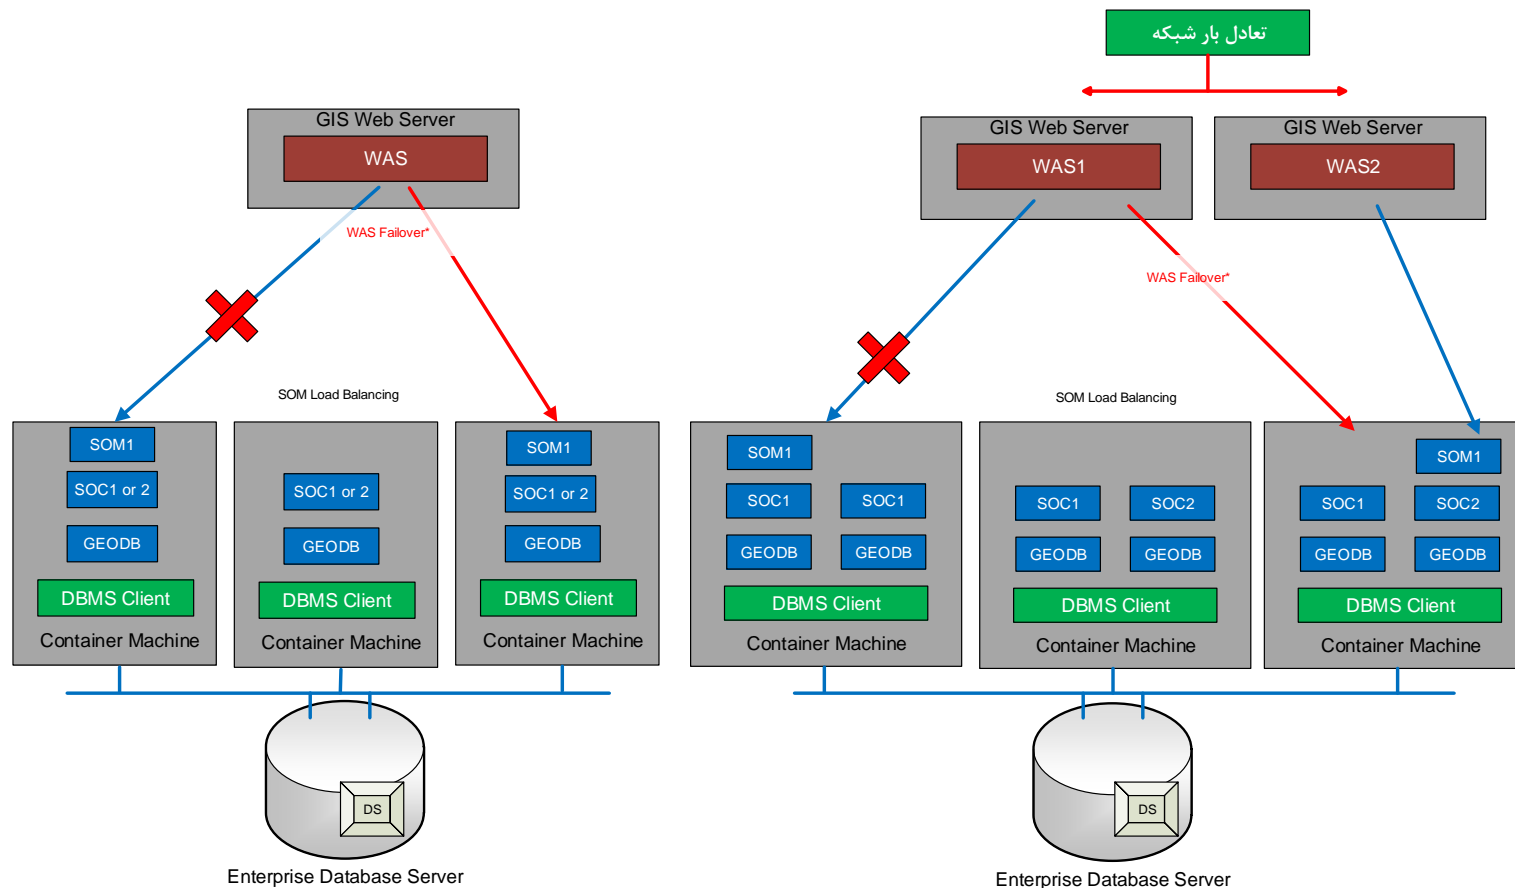 GIS Web Server
WAS
WAS Failover*
SOM Load Balancing
SOM1
SOC1 or 2
GEODB
DBMS Client
Container Machine
SOC1 or 2
GEODB
DBMS Client
Container Machine
SOM1
SOC1 or 2
GEODB
DBMS Client
Container Machine
DS
Enterprise Database Server
تعادل بار شبکه
GIS Web Server
WAS1
GIS Web Server
WAS2
WAS Failover*
SOM Load Balancing
SOM1
SOC1 SOC1
GEODB GEODB
DBMS Client
Container Machine
SOC1 SOC2
GEODB GEODB
DBMS Client
Container Machine
SOM1
SOC1 SOC2
GEODB GEODB
DBMS Client
Container Machine
DS
Enterprise Database Server